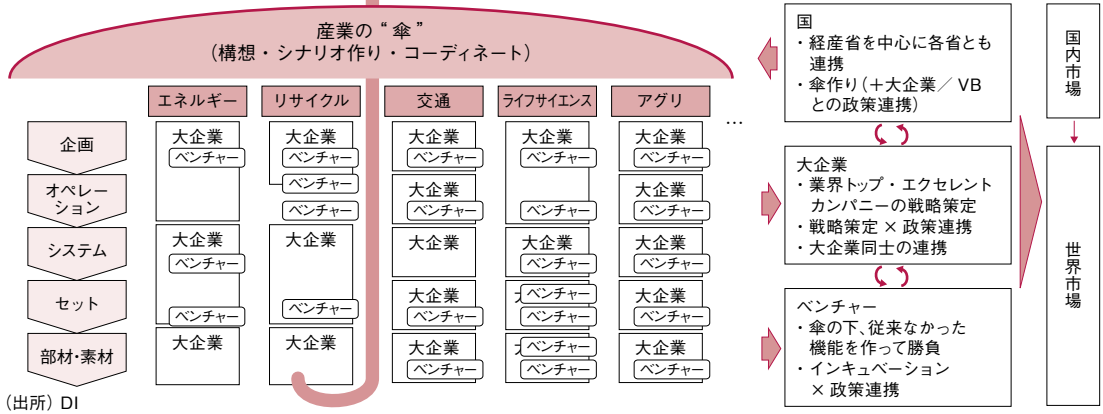 産業の“傘”
(構想・シナリオ作り・コーディネート)
エネルギー
リサイクル
交通
ライフサイエンス
アグリ
…
企画
大企業
ベンチャー
大企業
ベンチャー
ベンチャー
大企業
ベンチャー
大企業
ベンチャー
大企業
ベンチャー
オペレー
ション
ベンチャー
大企業
ベンチャー
ベンチャー
大企業
ベンチャー
システム
大企業
ベンチャー
大企業
大企業
大企業
ベンチャー
大企業
ベンチャー
セット
ベンチャー
ベンチャー
大企業
ベンチャー
ベンチャー
ベンチャー
大企業
ベンチャー
部材・素材
大企業
大企業
大企業
ベンチャー
ベンチャー
ベンチャー
大企業
ベンチャー
国
・経産省を中心に各省とも
連携
・傘作り(+大企業/VB
との政策連携)
大企業
・業界トップ・エクセレント
カンパニーの戦略策定
・戦略策定×政策連携
・大企業同士の連携
ベンチャー
・傘の下、従来なかった
機能を作って勝負
・インキュベーション
×政策連携
国内市場
世界市場
(出所)DI